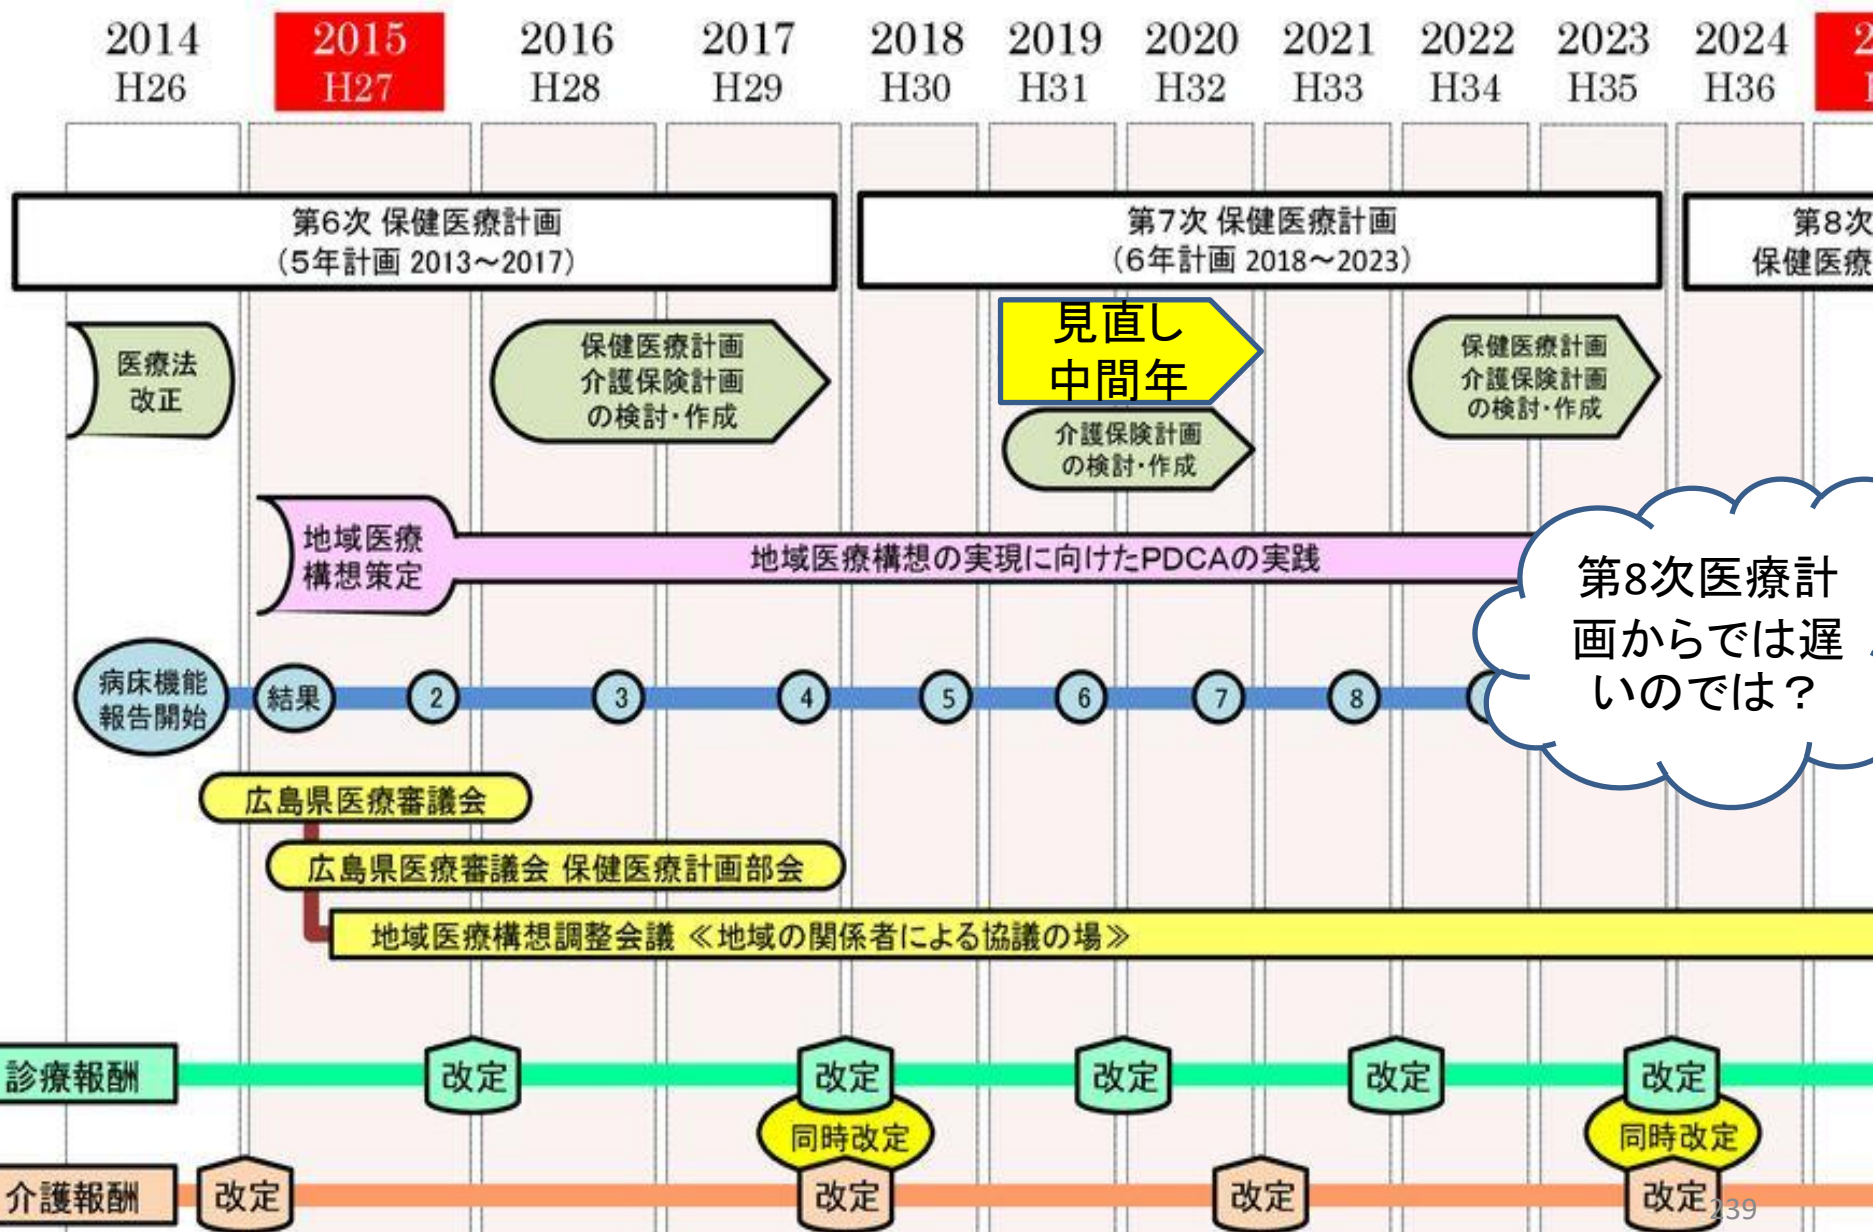 2014 2015 2016 2017 2018 2019 2020 2021 2022 2023 2024
H26 H27 H28 H29 H30 H31 H32 H33 H34 H35 H36
第6次 保健医療計画
(5年計画 2013～2017)
第7次 保健医療計画
(6年計画 2018～2023)
第8次
保健医療
医療法
改正
保健医療計画
介護保険計画
の検討・作成
見直し
中間年
介護保険計画
の検討・作成
保健医療計画
介護保険計画
の検討・作成
地域医療
構想策定
地域医療構想の実現に向けたPDCAの実践
第8次医療計
画からでは遅
いのでは？
病床機能
報告開始
結果 2 3 4 5 6 7 8
広島県医療審議会
広島県医療審議会 保健医療計画部会
地域医療構想調整会議 ≪地域の関係者による協議の場≫
診療報酬 改定 改定 改定 改定 改定
同時改定 同時改定
介護報酬 改定 改定 改定 改定
239